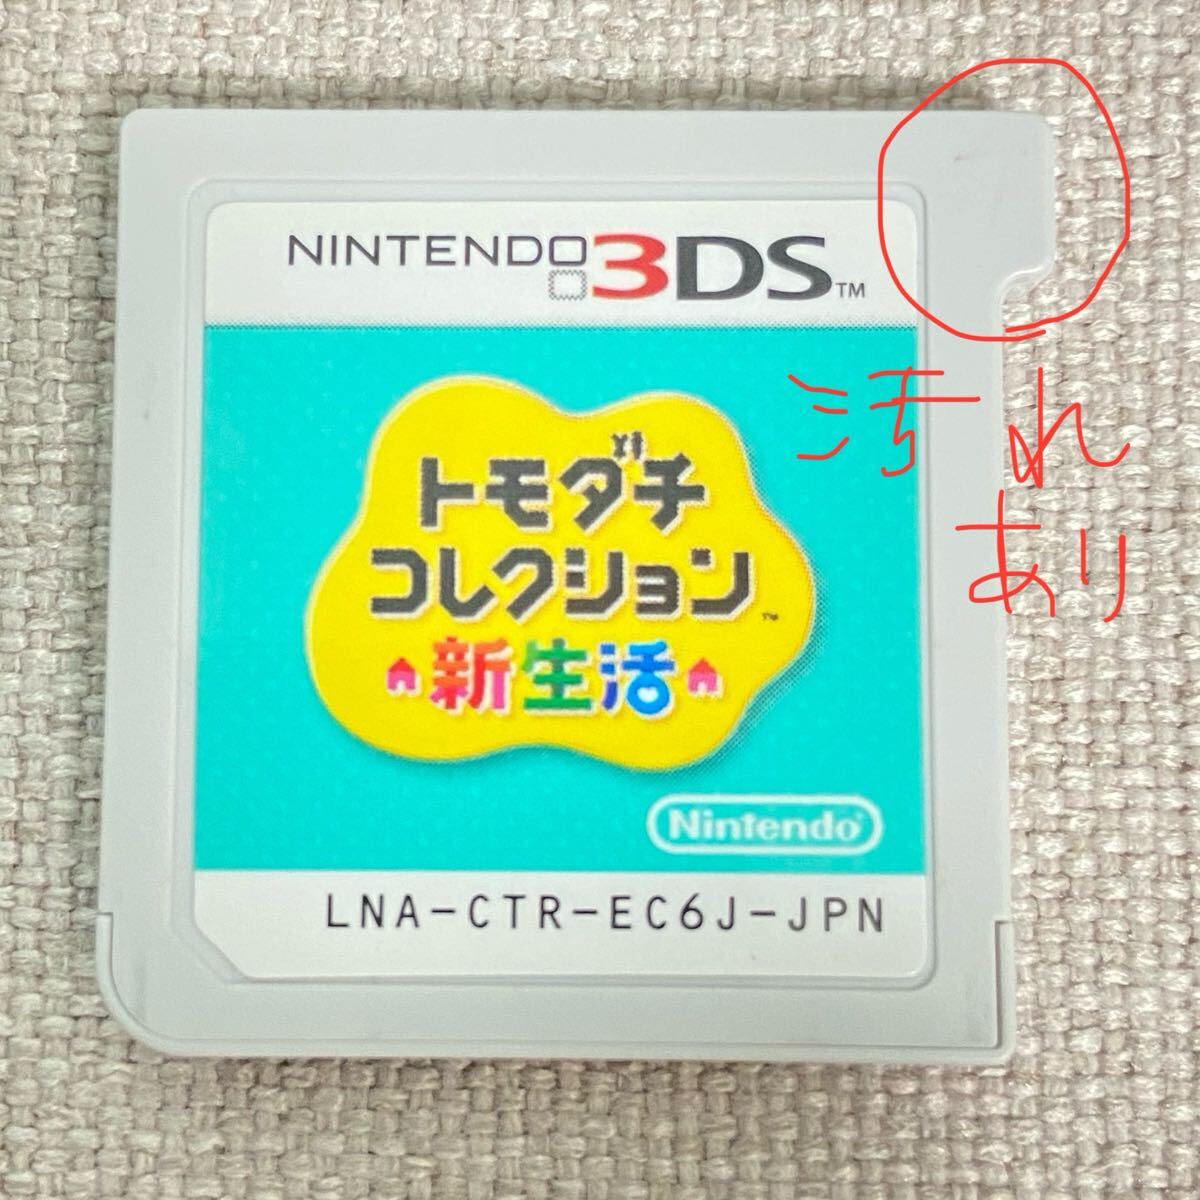 NINTENDO 3DS™
汚れ
あり
トモダチ
コレクション™
新生活
Nintendo®
LNA-CTR-EC6J-JPN